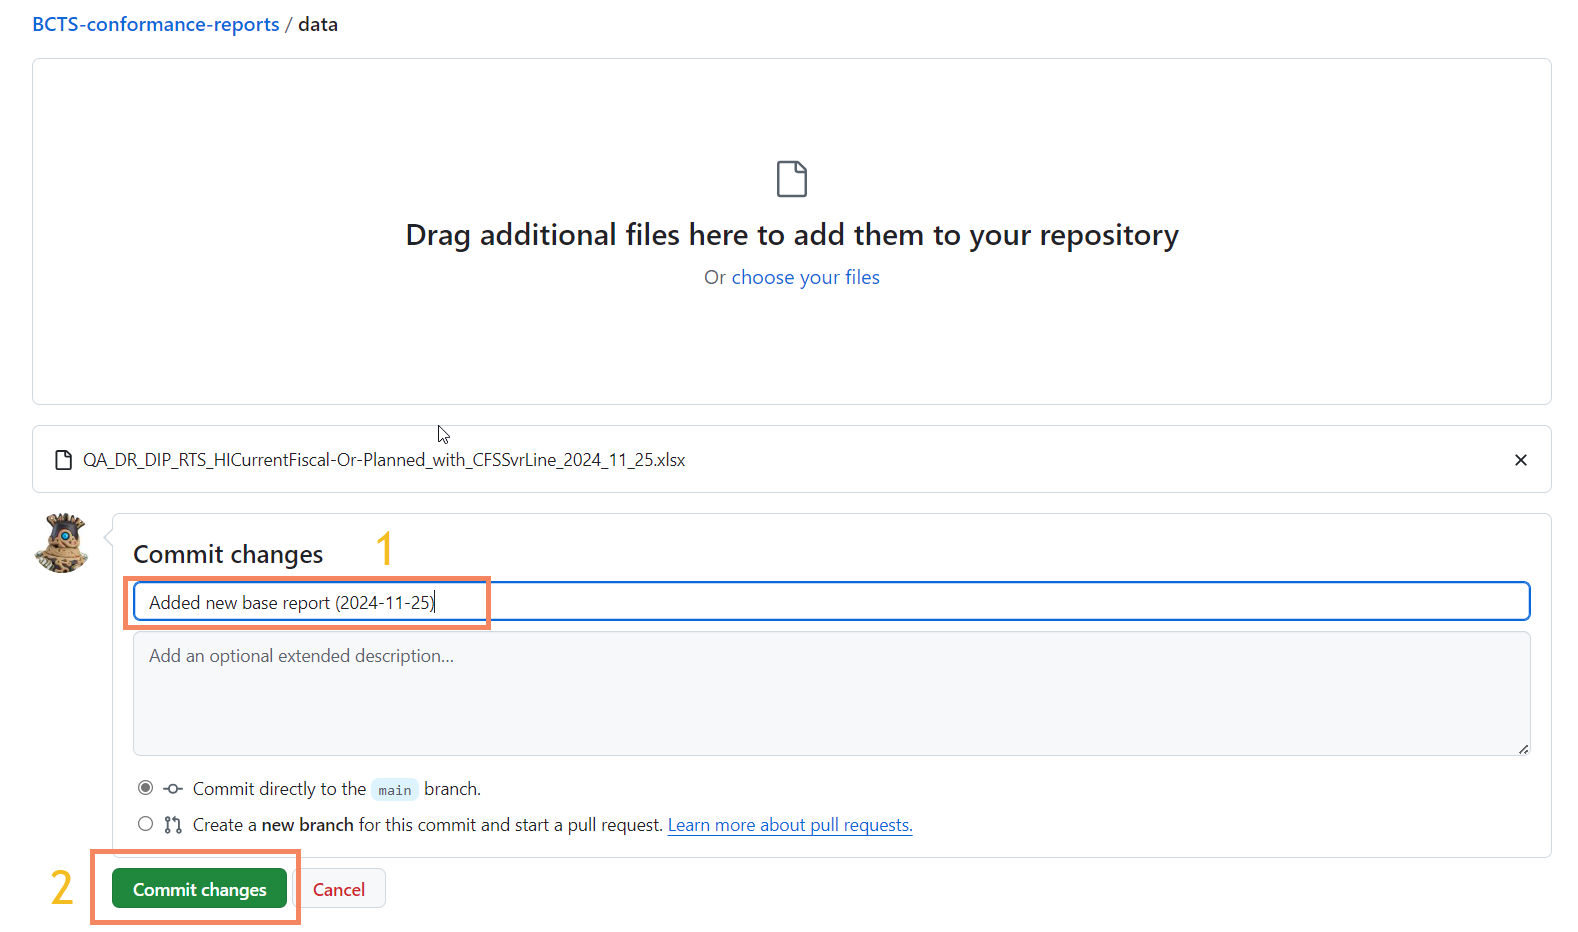 BCTS-conformance-reports / data
Drag additional files here to add them to your repository
Or choose your files
QA_DR_DIP_RTS_HICurrentFiscal-Or-Planned_with_CFSSvrLine_2024_11_25.xlsx
1
Commit changes
Added new base report (2024-11-25)
Add an optional extended description...
Commit directly to the main branch.
Create a new branch for this commit and start a pull request. Learn more about pull requests.
2
Commit changes
Cancel